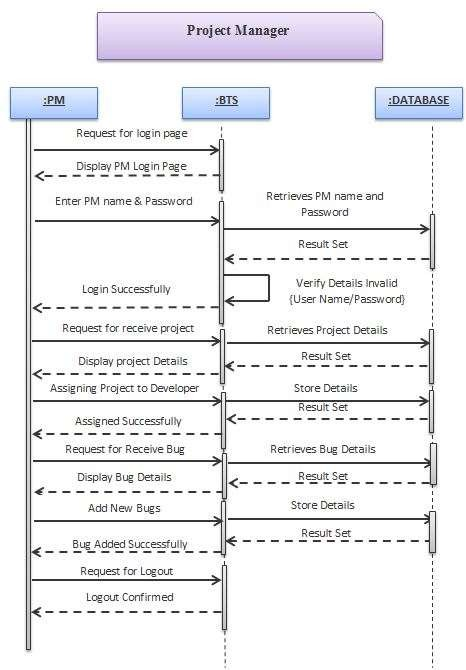 Project Manager
:PM
:BTS
:DATABASE
Request for login page
Display PM Login Page
Enter PM name & Password
Retrieves PM name and
Password
Result Set
Verify Details Invalid
{User Name/Password}
Login Successfully
Request for receive project
Retrieves Project Details
Result Set
Display project Details
Assigning Project to Developer
Store Details
Result Set
Assigned Successfully
Request for Receive Bug
Retrieves Bug Details
Result Set
Display Bug Details
Add New Bugs
Store Details
Result Set
Bug Added Successfully
Request for Logout
Logout Confirmed